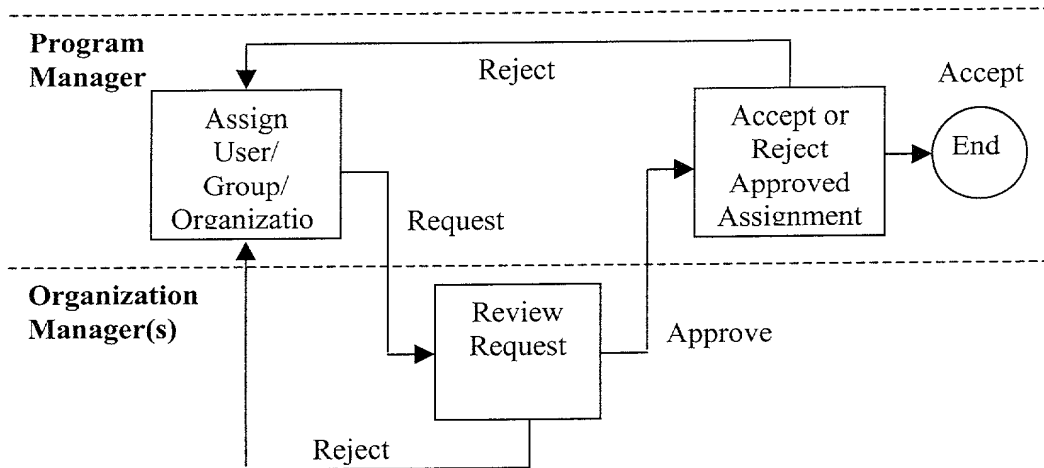 Program
Manager
Reject
Accept
Assign
User/
Group/
Organizatio
Accept or
Reject
Approved
Assignment
End
Request
Organization
Manager(s)
Review
Request
Approve
Reject